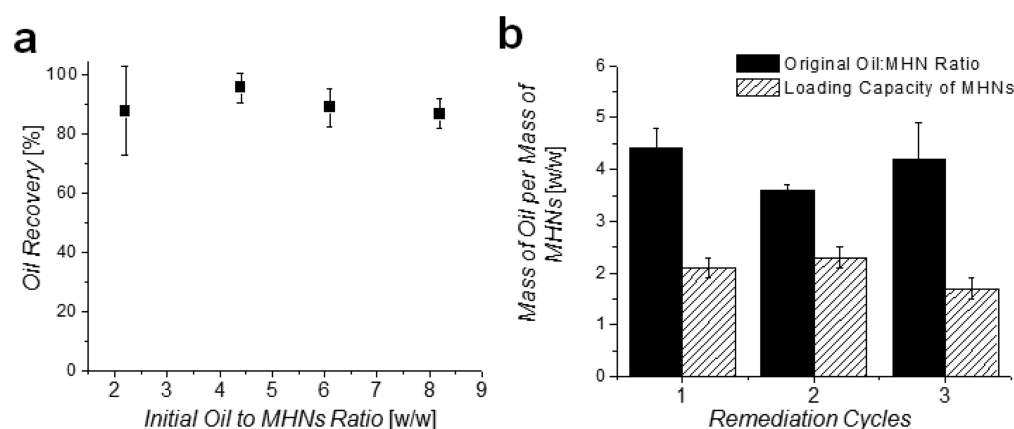 a
Oil Recovery [%]
100
80
60
40
20
0
2 3 4 5 6 7 8 9
Initial Oil to MHNs Ratio [w/w]
b
Original Oil:MHN Ratio
Loading Capacity of MHNs
Mass of Oil per Mass of
MHNs [w/w]
6
5
4
3
2
1
0
1 2 3
Remediation Cycles